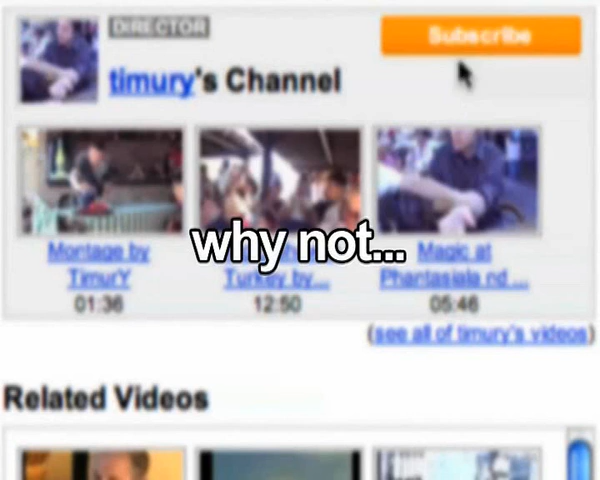 DIRECTOR
Subscribe
timury's Channel
why not...
Montage by
TimurY
01:36
Turkey by...
12:50
Magic at
Phantasiala nd ...
05:46
(see all of timury's videos)
Related Videos